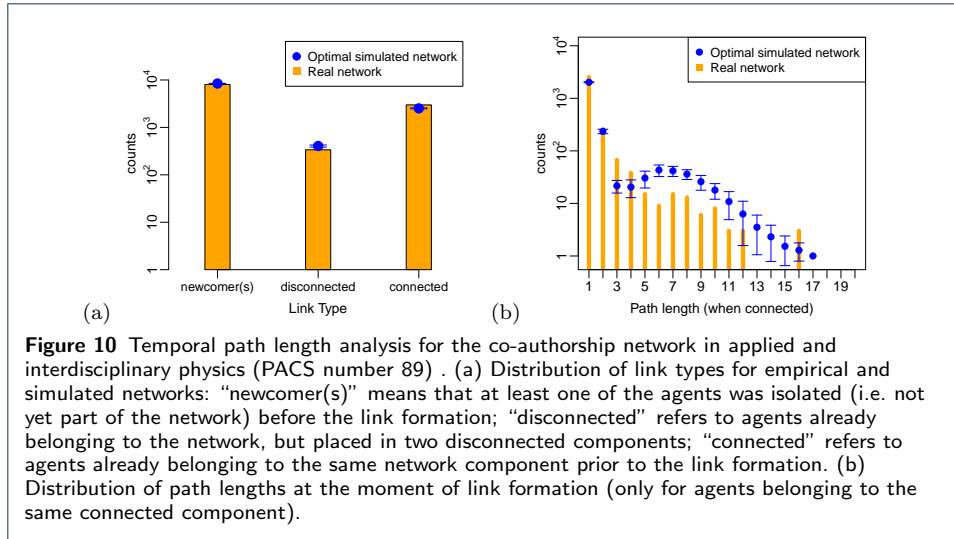 Optimal simulated network
Real network
counts
10^4
10^3
10^2
10
1
newcomer(s) disconnected connected
Link Type
(a)
Optimal simulated network
Real network
counts
10^4
10^3
10^2
10
1
1 3 5 7 9 11 13 15 17 19
Path length (when connected)
(b)
Figure 10 Temporal path length analysis for the co-authorship network in applied and
interdisciplinary physics (PACS number 89) . (a) Distribution of link types for empirical and
simulated networks: “newcomer(s)” means that at least one of the agents was isolated (i.e. not
yet part of the network) before the link formation; “disconnected” refers to agents already
belonging to the network, but placed in two disconnected components; “connected” refers to
agents already belonging to the same network component prior to the link formation. (b)
Distribution of path lengths at the moment of link formation (only for agents belonging to the
same connected component).